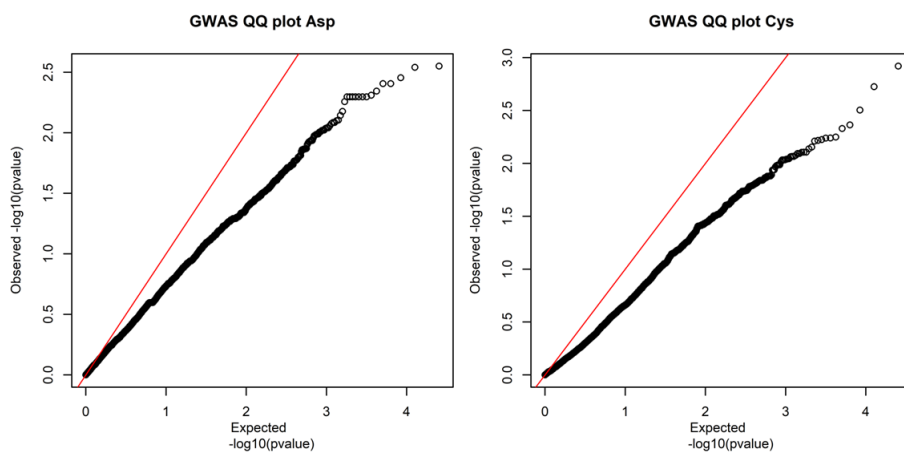 GWAS QQ plot Asp
Observed -log10(pvalue)
2.5
2.0
1.5
1.0
0.5
0.0
0 1 2 3 4
Expected
-log10(pvalue)
GWAS QQ plot Cys
Observed -log10(pvalue)
3.0
2.5
2.0
1.5
1.0
0.5
0.0
0 1 2 3 4
Expected
-log10(pvalue)